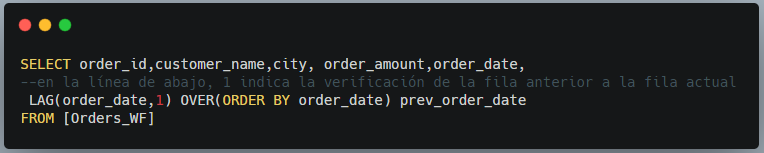 SELECT order_id,customer_name,city, order_amount,order_date,
--en la línea de abajo, 1 indica la verificación de la fila anterior a la fila actual
LAG(order_date,1) OVER(ORDER BY order_date) prev_order_date
FROM [Orders_WF]